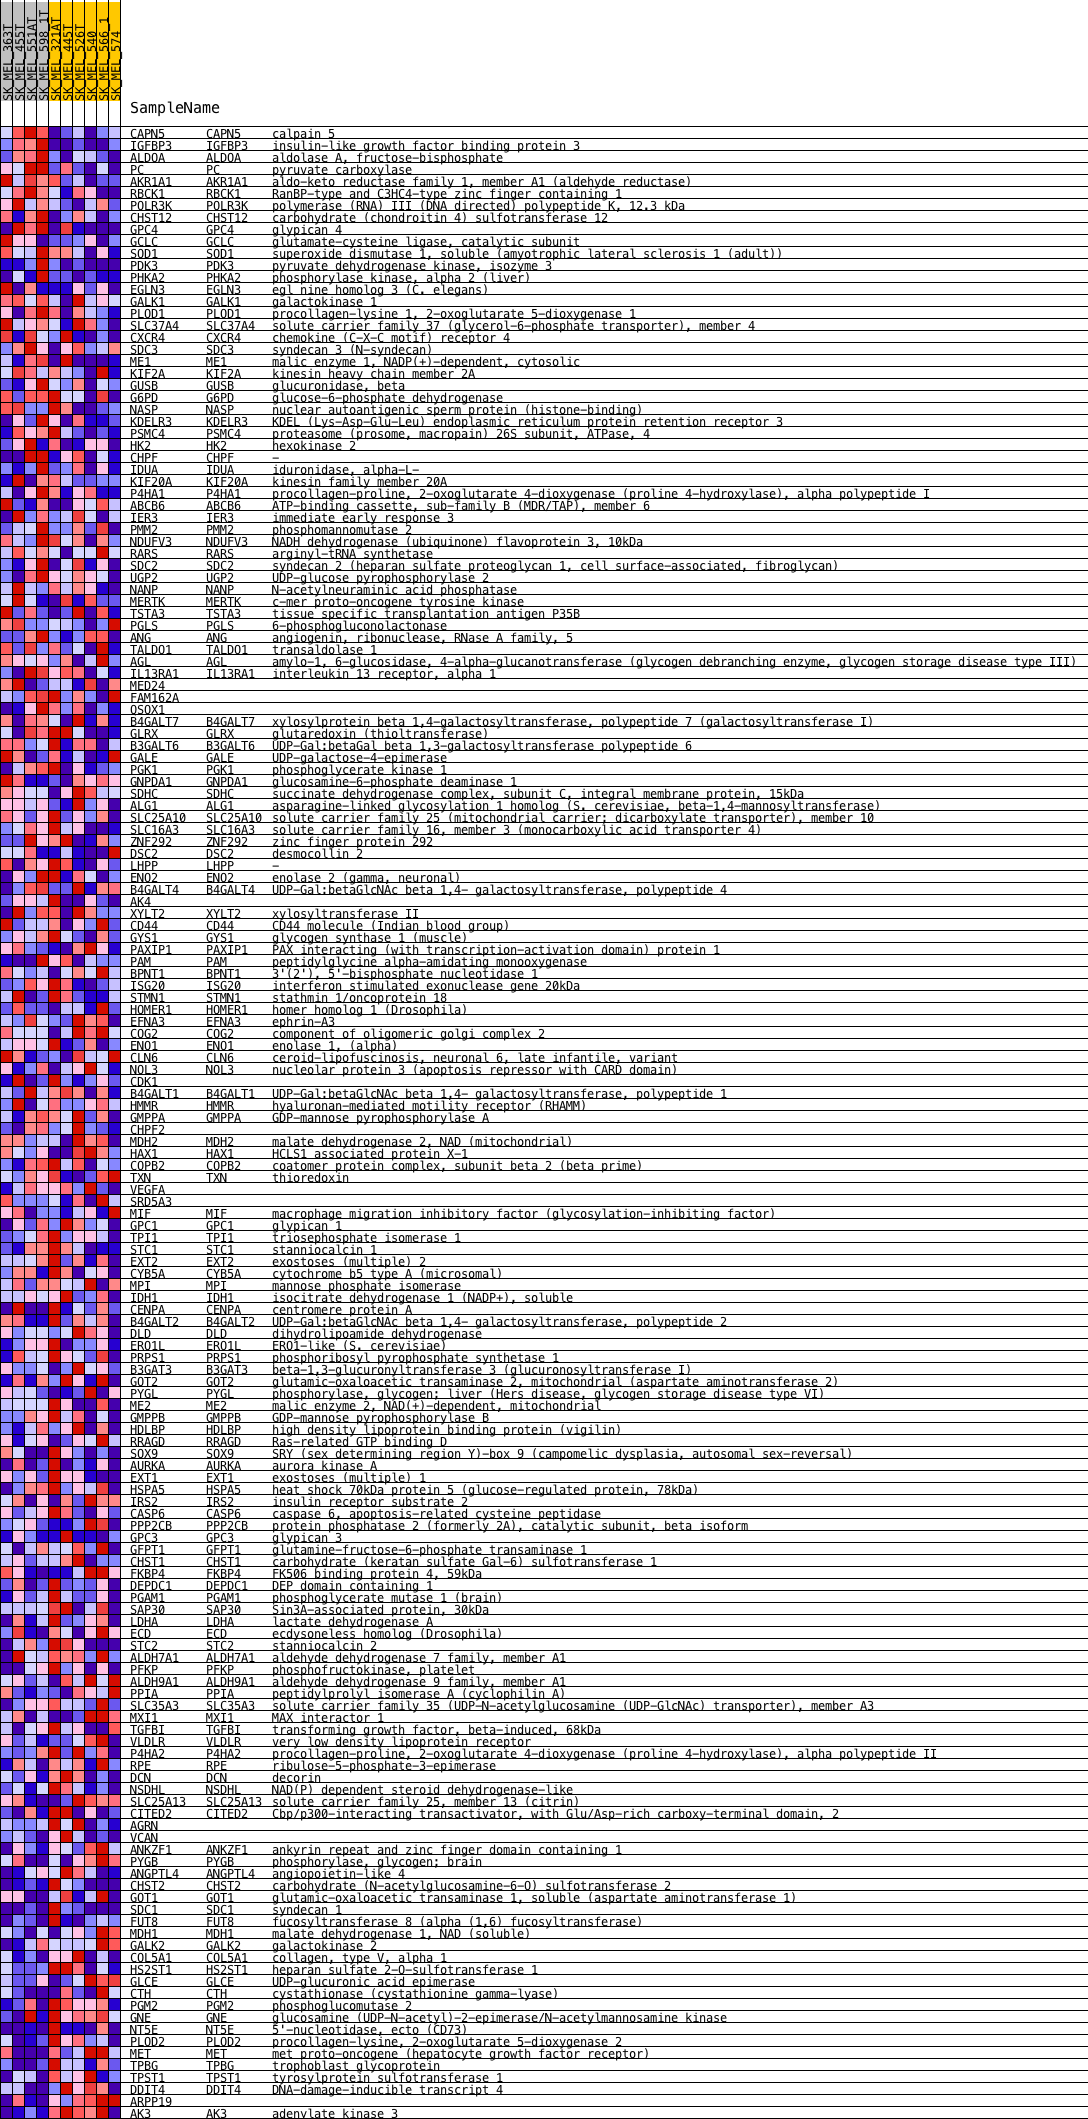 SK_MEL_363T
SK_MEL_455T
SK_MEL_551AT
SK_MEL_598_1T
SK_MEL_321AT
SK_MEL_445T
SK_MEL_526T
SK_MEL_540
SK_MEL_566_1
SK_MEL_574
SampleName
CAPN5 CAPN5 calpain 5
IGFBP3 IGFBP3 insulin-like growth factor binding protein 3
ALDOA ALDOA aldolase A, fructose-bisphosphate
PC PC pyruvate carboxylase
AKR1A1 AKR1A1 aldo-keto reductase family 1, member A1 (aldehyde reductase)
RBCK1 RBCK1 RanBP-type and C3HC4-type zinc finger containing 1
POLR3K POLR3K polymerase (RNA) III (DNA directed) polypeptide K, 12.3 kDa
CHST12 CHST12 carbohydrate (chondroitin 4) sulfotransferase 12
GPC4 GPC4 glypican 4
GCLC GCLC glutamate-cysteine ligase, catalytic subunit
SOD1 SOD1 superoxide dismutase 1, soluble (amyotrophic lateral sclerosis 1 (adult))
PDK3 PDK3 pyruvate dehydrogenase kinase, isozyme 3
PHKA2 PHKA2 phosphorylase kinase, alpha 2 (liver)
EGLN3 EGLN3 egl nine homolog 3 (C. elegans)
GALK1 GALK1 galactokinase 1
PLOD1 PLOD1 procollagen-lysine 1, 2-oxoglutarate 5-dioxygenase 1
SLC37A4 SLC37A4 solute carrier family 37 (glycerol-6-phosphate transporter), member 4
CXCR4 CXCR4 chemokine (C-X-C motif) receptor 4
SDC3 SDC3 syndecan 3 (N-syndecan)
ME1 ME1 malic enzyme 1, NADP(+)-dependent, cytosolic
KIF2A KIF2A kinesin heavy chain member 2A
GUSB GUSB glucuronidase, beta
G6PD G6PD glucose-6-phosphate dehydrogenase
NASP NASP nuclear autoantigenic sperm protein (histone-binding)
KDELR3 KDELR3 KDEL (Lys-Asp-Glu-Leu) endoplasmic reticulum protein retention receptor 3
PSMC4 PSMC4 proteasome (prosome, macropain) 26S subunit, ATPase, 4
HK2 HK2 hexokinase 2
CHPF CHPF -
IDUA IDUA iduronidase, alpha-L-
KIF20A KIF20A kinesin family member 20A
P4HA1 P4HA1 procollagen-proline, 2-oxoglutarate 4-dioxygenase (proline 4-hydroxylase), alpha polypeptide I
ABCB6 ABCB6 ATP-binding cassette, sub-family B (MDR/TAP), member 6
IER3 IER3 immediate early response 3
PMM2 PMM2 phosphomannomutase 2
NDUFV3 NDUFV3 NADH dehydrogenase (ubiquinone) flavoprotein 3, 10kDa
RARS RARS arginyl-tRNA synthetase
SDC2 SDC2 syndecan 2 (heparan sulfate proteoglycan 1, cell surface-associated, fibroglycan)
UGP2 UGP2 UDP-glucose pyrophosphorylase 2
NANP NANP N-acetylneuraminic acid phosphatase
MERTK MERTK c-mer proto-oncogene tyrosine kinase
TSTA3 TSTA3 tissue specific transplantation antigen P35B
PGLS PGLS 6-phosphogluconolactonase
ANG ANG angiogenin, ribonuclease, RNase A family, 5
TALDO1 TALDO1 transaldolase 1
AGL AGL amylo-1, 6-glucosidase, 4-alpha-glucanotransferase (glycogen debranching enzyme, glycogen storage disease type III)
IL13RA1 IL13RA1 interleukin 13 receptor, alpha 1
MED24
FAM162A
QSOX1
B4GALT7 B4GALT7 xylosylprotein beta 1,4-galactosyltransferase, polypeptide 7 (galactosyltransferase I)
GLRX GLRX glutaredoxin (thioltransferase)
B3GALT6 B3GALT6 UDP-Gal:betaGal beta 1,3-galactosyltransferase polypeptide 6
GALE GALE UDP-galactose-4-epimerase
PGK1 PGK1 phosphoglycerate kinase 1
GNPDA1 GNPDA1 glucosamine-6-phosphate deaminase 1
SDHC SDHC succinate dehydrogenase complex, subunit C, integral membrane protein, 15kDa
ALG1 ALG1 asparagine-linked glycosylation 1 homolog (S. cerevisiae, beta-1,4-mannosyltransferase)
SLC25A10 SLC25A10 solute carrier family 25 (mitochondrial carrier; dicarboxylate transporter), member 10
SLC16A3 SLC16A3 solute carrier family 16, member 3 (monocarboxylic acid transporter 4)
ZNF292 ZNF292 zinc finger protein 292
DSC2 DSC2 desmocollin 2
LHPP LHPP -
ENO2 ENO2 enolase 2 (gamma, neuronal)
B4GALT4 B4GALT4 UDP-Gal:betaGlcNAc beta 1,4- galactosyltransferase, polypeptide 4
AK4
XYLT2 XYLT2 xylosyltransferase II
CD44 CD44 CD44 molecule (Indian blood group)
GYS1 GYS1 glycogen synthase 1 (muscle)
PAXIP1 PAXIP1 PAX interacting (with transcription-activation domain) protein 1
PAM PAM peptidylglycine alpha-amidating monooxygenase
BPNT1 BPNT1 3'(2'), 5'-bisphosphate nucleotidase 1
ISG20 ISG20 interferon stimulated exonuclease gene 20kDa
STMN1 STMN1 stathmin 1/oncoprotein 18
HOMER1 HOMER1 homer homolog 1 (Drosophila)
EFNA3 EFNA3 ephrin-A3
COG2 COG2 component of oligomeric golgi complex 2
ENO1 ENO1 enolase 1, (alpha)
CLN6 CLN6 ceroid-lipofuscinosis, neuronal 6, late infantile, variant
NOL3 NOL3 nucleolar protein 3 (apoptosis repressor with CARD domain)
CDK1
B4GALT1 B4GALT1 UDP-Gal:betaGlcNAc beta 1,4- galactosyltransferase, polypeptide 1
HMMR HMMR hyaluronan-mediated motility receptor (RHAMM)
GMPPA GMPPA GDP-mannose pyrophosphorylase A
CHPF2
MDH2 MDH2 malate dehydrogenase 2, NAD (mitochondrial)
HAX1 HAX1 HCLS1 associated protein X-1
COPB2 COPB2 coatomer protein complex, subunit beta 2 (beta prime)
TXN TXN thioredoxin
VEGFA
SRD5A3
MIF MIF macrophage migration inhibitory factor (glycosylation-inhibiting factor)
GPC1 GPC1 glypican 1
TPI1 TPI1 triosephosphate isomerase 1
STC1 STC1 stanniocalcin 1
EXT2 EXT2 exostoses (multiple) 2
CYB5A CYB5A cytochrome b5 type A (microsomal)
MPI MPI mannose phosphate isomerase
IDH1 IDH1 isocitrate dehydrogenase 1 (NADP+), soluble
CENPA CENPA centromere protein A
B4GALT2 B4GALT2 UDP-Gal:betaGlcNAc beta 1,4- galactosyltransferase, polypeptide 2
DLD DLD dihydrolipoamide dehydrogenase
ERO1L ERO1L ERO1-like (S. cerevisiae)
PRPS1 PRPS1 phosphoribosyl pyrophosphate synthetase 1
B3GAT3 B3GAT3 beta-1,3-glucuronyltransferase 3 (glucuronosyltransferase I)
GOT2 GOT2 glutamic-oxaloacetic transaminase 2, mitochondrial (aspartate aminotransferase 2)
PYGL PYGL phosphorylase, glycogen; liver (Hers disease, glycogen storage disease type VI)
ME2 ME2 malic enzyme 2, NAD(+)-dependent, mitochondrial
GMPPB GMPPB GDP-mannose pyrophosphorylase B
HDLBP HDLBP high density lipoprotein binding protein (vigilin)
RRAGD RRAGD Ras-related GTP binding D
SOX9 SOX9 SRY (sex determining region Y)-box 9 (campomelic dysplasia, autosomal sex-reversal)
AURKA AURKA aurora kinase A
EXT1 EXT1 exostoses (multiple) 1
HSPA5 HSPA5 heat shock 70kDa protein 5 (glucose-regulated protein, 78kDa)
IRS2 IRS2 insulin receptor substrate 2
CASP6 CASP6 caspase 6, apoptosis-related cysteine peptidase
PPP2CB PPP2CB protein phosphatase 2 (formerly 2A), catalytic subunit, beta isoform
GPC3 GPC3 glypican 3
GFPT1 GFPT1 glutamine-fructose-6-phosphate transaminase 1
CHST1 CHST1 carbohydrate (keratan sulfate Gal-6) sulfotransferase 1
FKBP4 FKBP4 FK506 binding protein 4, 59kDa
DEPDC1 DEPDC1 DEP domain containing 1
PGAM1 PGAM1 phosphoglycerate mutase 1 (brain)
SAP30 SAP30 Sin3A-associated protein, 30kDa
LDHA LDHA lactate dehydrogenase A
ECD ECD ecdysoneless homolog (Drosophila)
STC2 STC2 stanniocalcin 2
ALDH7A1 ALDH7A1 aldehyde dehydrogenase 7 family, member A1
PFKP PFKP phosphofructokinase, platelet
ALDH9A1 ALDH9A1 aldehyde dehydrogenase 9 family, member A1
PPIA PPIA peptidylprolyl isomerase A (cyclophilin A)
SLC35A3 SLC35A3 solute carrier family 35 (UDP-N-acetylglucosamine (UDP-GlcNAc) transporter), member A3
MXI1 MXI1 MAX interactor 1
TGFBI TGFBI transforming growth factor, beta-induced, 68kDa
VLDLR VLDLR very low density lipoprotein receptor
P4HA2 P4HA2 procollagen-proline, 2-oxoglutarate 4-dioxygenase (proline 4-hydroxylase), alpha polypeptide II
RPE RPE ribulose-5-phosphate-3-epimerase
DCN DCN decorin
NSDHL NSDHL NAD(P) dependent steroid dehydrogenase-like
SLC25A13 SLC25A13 solute carrier family 25, member 13 (citrin)
CITED2 CITED2 Cbp/p300-interacting transactivator, with Glu/Asp-rich carboxy-terminal domain, 2
AGRN
VCAN
ANKZF1 ANKZF1 ankyrin repeat and zinc finger domain containing 1
PYGB PYGB phosphorylase, glycogen; brain
ANGPTL4 ANGPTL4 angiopoietin-like 4
CHST2 CHST2 carbohydrate (N-acetylglucosamine-6-O) sulfotransferase 2
GOT1 GOT1 glutamic-oxaloacetic transaminase 1, soluble (aspartate aminotransferase 1)
SDC1 SDC1 syndecan 1
FUT8 FUT8 fucosyltransferase 8 (alpha (1,6) fucosyltransferase)
MDH1 MDH1 malate dehydrogenase 1, NAD (soluble)
GALK2 GALK2 galactokinase 2
COL5A1 COL5A1 collagen, type V, alpha 1
HS2ST1 HS2ST1 heparan sulfate 2-O-sulfotransferase 1
GLCE GLCE UDP-glucuronic acid epimerase
CTH CTH cystathionase (cystathionine gamma-lyase)
PGM2 PGM2 phosphoglucomutase 2
GNE GNE glucosamine (UDP-N-acetyl)-2-epimerase/N-acetylmannosamine kinase
NT5E NT5E 5'-nucleotidase, ecto (CD73)
PLOD2 PLOD2 procollagen-lysine, 2-oxoglutarate 5-dioxygenase 2
MET MET met proto-oncogene (hepatocyte growth factor receptor)
TPBG TPBG trophoblast glycoprotein
TPST1 TPST1 tyrosylprotein sulfotransferase 1
DDIT4 DDIT4 DNA-damage-inducible transcript 4
ARPP19
AK3 AK3 adenylate kinase 3